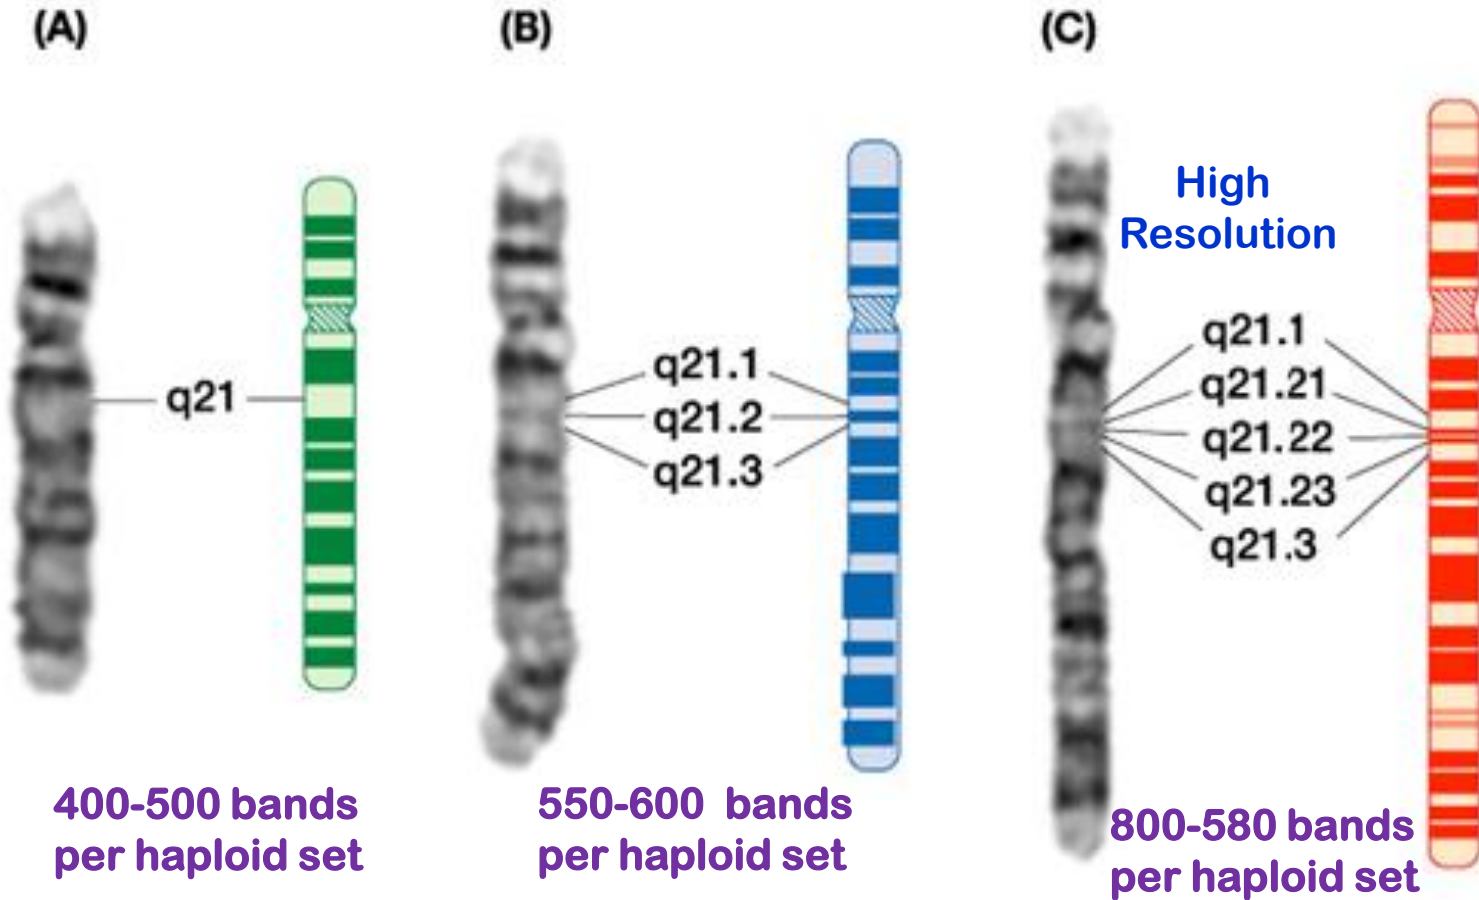 (A)
q21
400-500 bands
per haploid set
(B)
q21.1
q21.2
q21.3
550-600 bands
per haploid set
(C)
High
Resolution
q21.1
q21.21
q21.22
q21.23
q21.3
800-580 bands
per haploid set